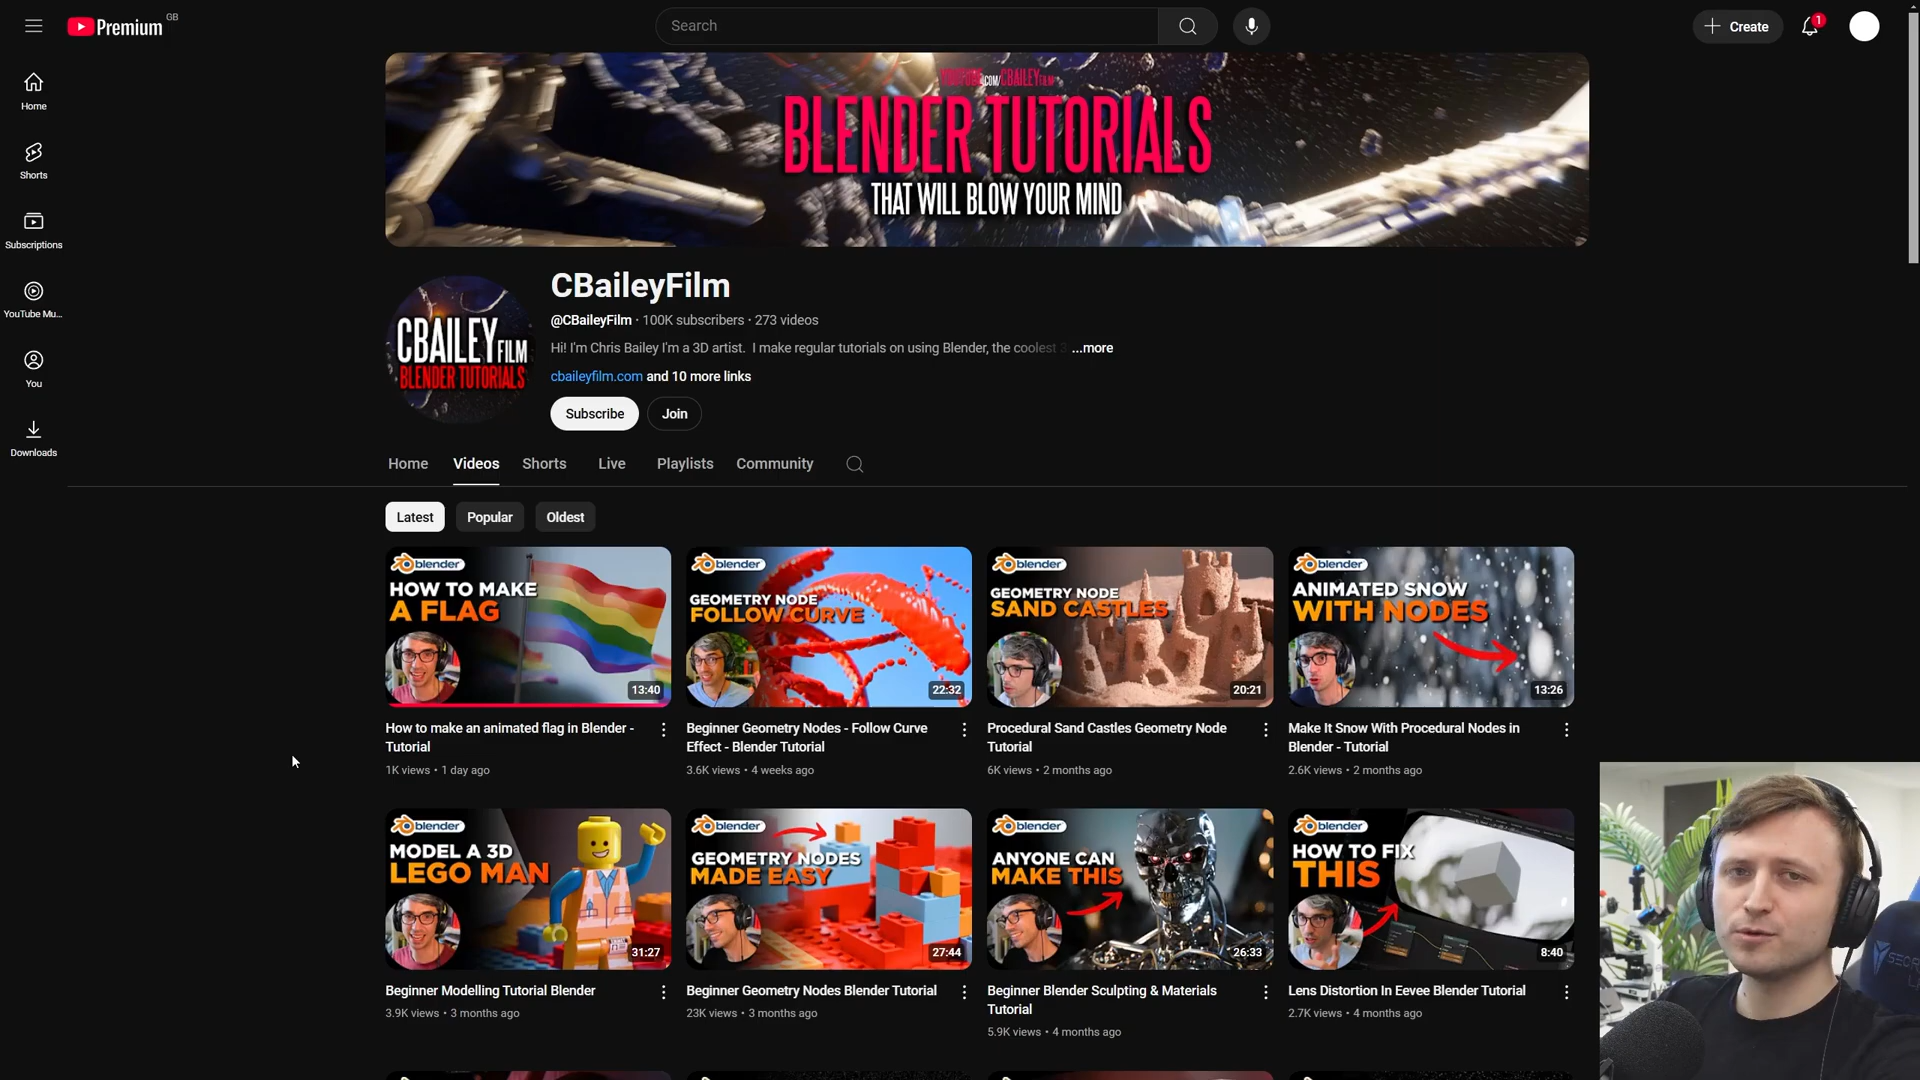 Premium GB
Search
Create
1
Home
Shorts
Subscriptions
YouTube Mu...
You
Downloads
YOUTUBE.COM/CBAILEYFILM
BLENDER TUTORIALS
THAT WILL BLOW YOUR MIND
CBAILEY FILM
BLENDER TUTORIALS
CBaileyFilm
@CBaileyFilm • 100K subscribers • 273 videos
Hi! I'm Chris Bailey I'm a 3D artist. I make regular tutorials on using Blender, the coolest 3 ...more
cbaileyfilm.com and 10 more links
Subscribe
Join
Home
Videos
Shorts
Live
Playlists
Community
Latest
Popular
Oldest
blender
HOW TO MAKE
A FLAG
13:40
How to make an animated flag in Blender -
Tutorial
1K views • 1 day ago
blender
GEOMETRY NODE
FOLLOW CURVE
22:32
Beginner Geometry Nodes - Follow Curve
Effect - Blender Tutorial
3.6K views • 4 weeks ago
blender
GEOMETRY NODE
SAND CASTLES
20:21
Procedural Sand Castles Geometry Node
Tutorial
6K views • 2 months ago
blender
ANIMATED SNOW
WITH NODES
13:26
Make It Snow With Procedural Nodes in
Blender - Tutorial
2.6K views • 2 months ago
blender
MODEL A 3D
LEGO MAN
31:27
Beginner Modelling Tutorial Blender
3.9K views • 3 months ago
blender
GEOMETRY NODES
MADE EASY
27:44
Beginner Geometry Nodes Blender Tutorial
23K views • 3 months ago
blender
ANYONE CAN
MAKE THIS
26:33
Beginner Blender Sculpting & Materials
Tutorial
5.9K views • 4 months ago
blender
HOW TO FIX
THIS
8:40
Lens Distortion In Eevee Blender Tutorial
2.7K views • 4 months ago